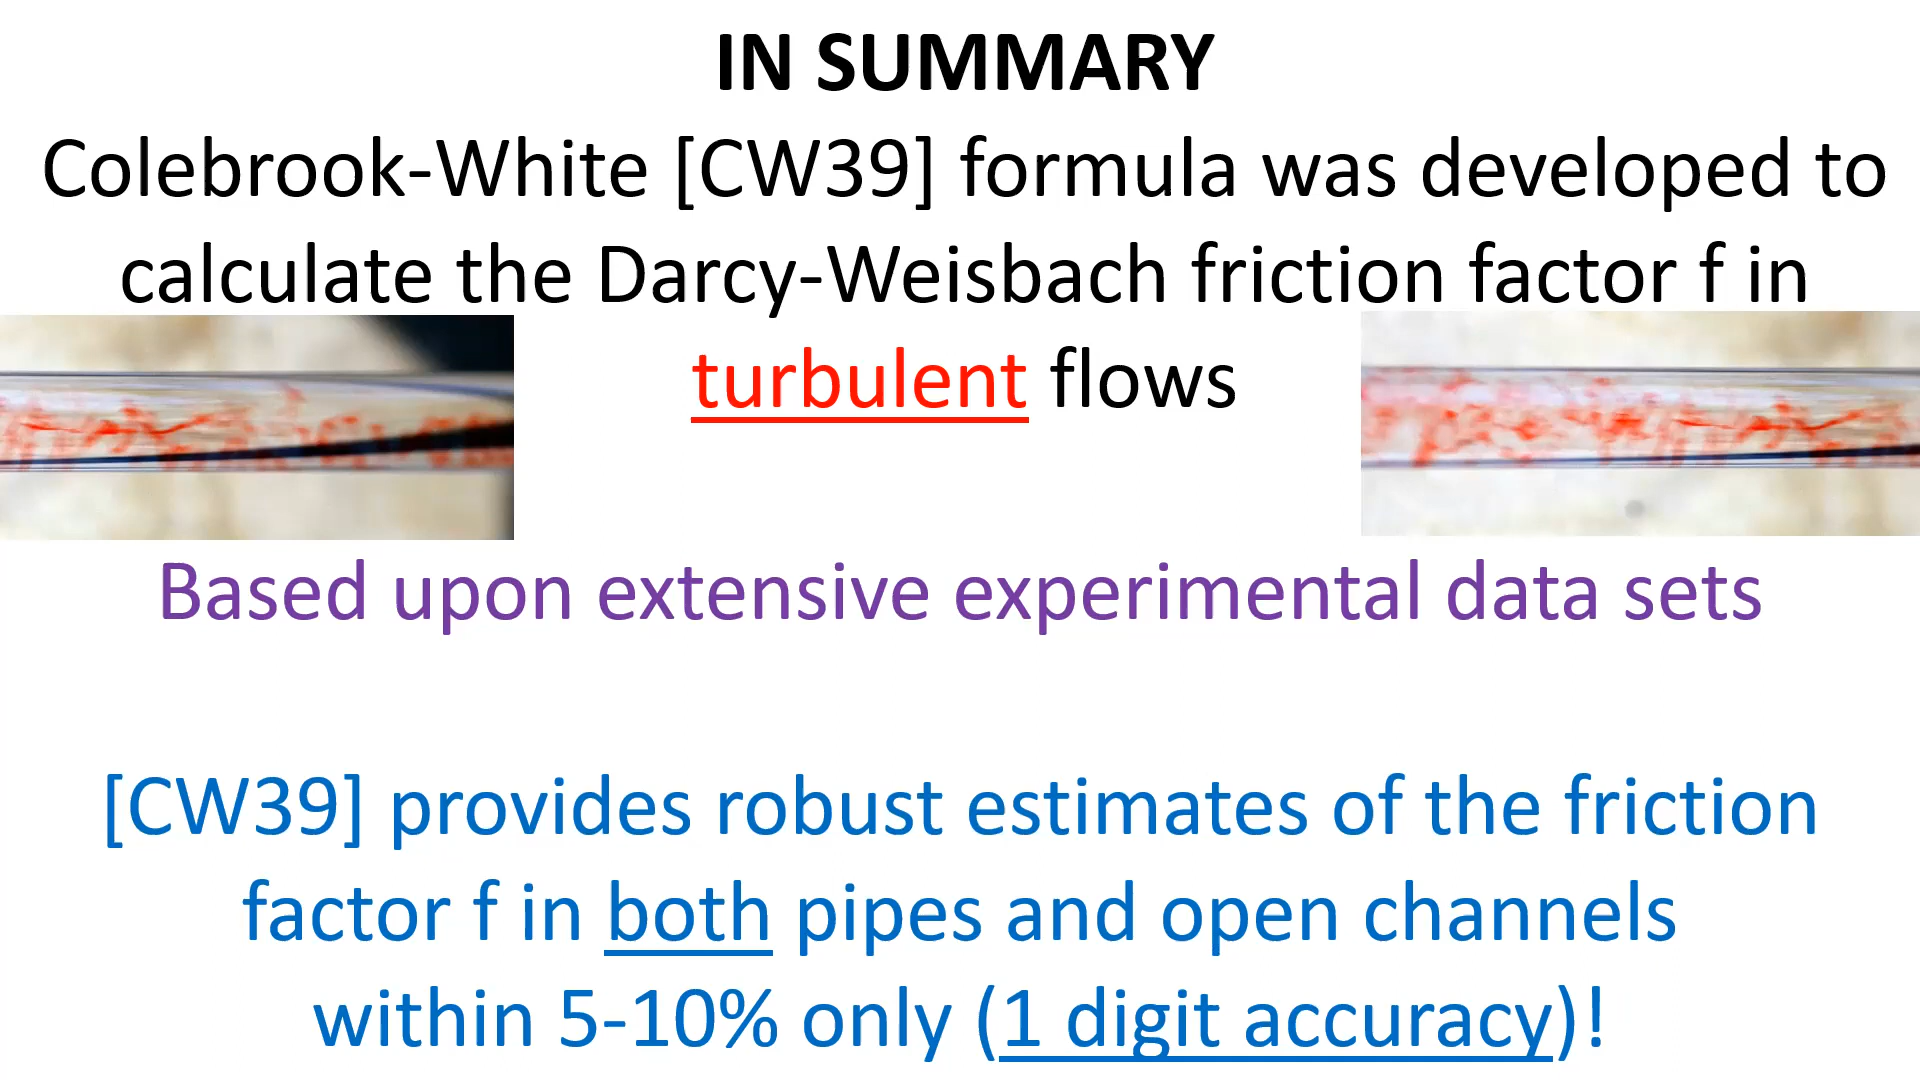 IN SUMMARY
Colebrook-White [CW39] formula was developed to
calculate the Darcy-Weisbach friction factor f in
turbulent flows
Based upon extensive experimental data sets
[CW39] provides robust estimates of the friction
factor f in both pipes and open channels
within 5-10% only (1 digit accuracy)!